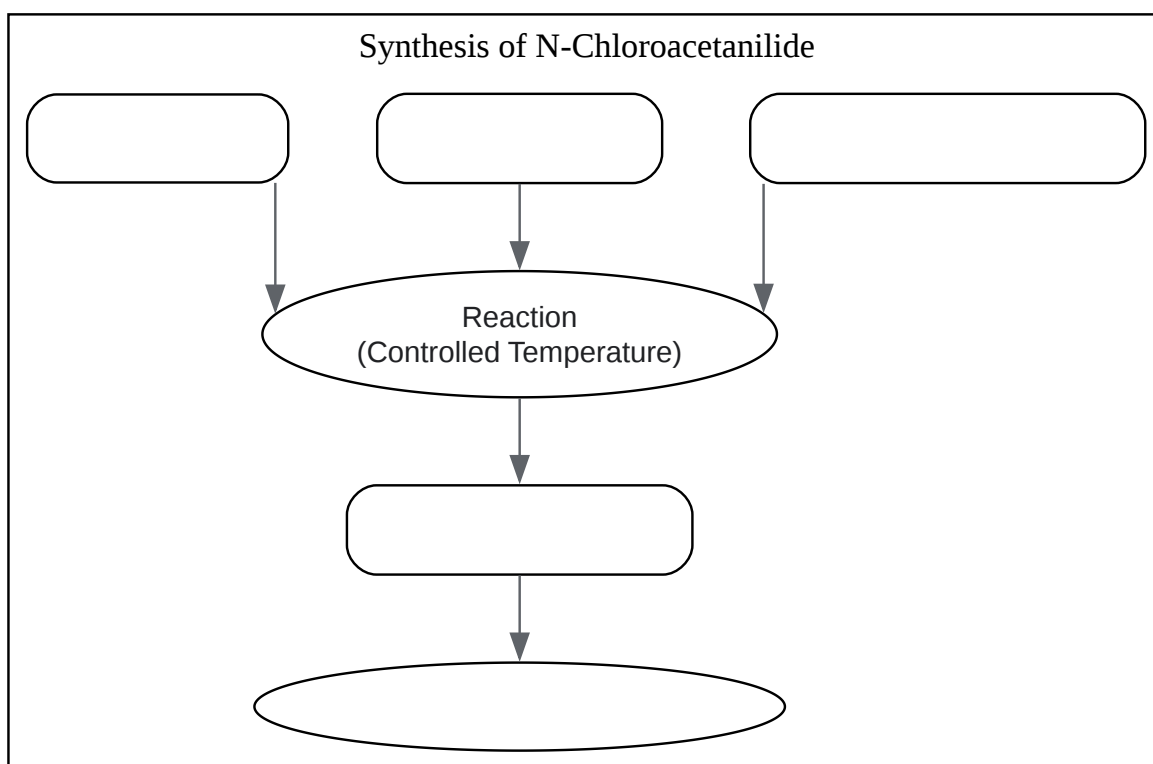 Synthesis of N-Chloroacetanilide
Reaction
(Controlled Temperature)